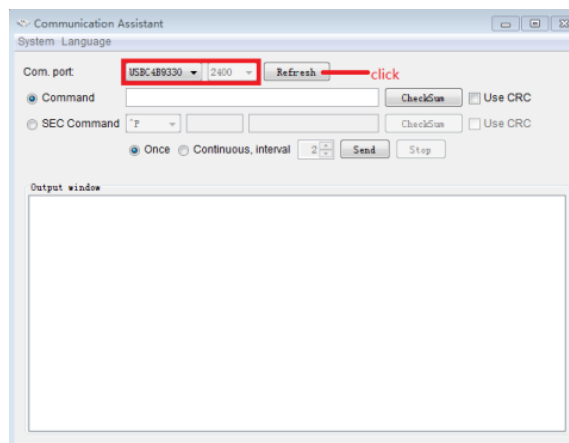 Communication Assistant
System Language
Com. port: USBC4B9330 2400 Refresh click
Command CheckSum Use CRC
SEC Command ^P CheckSum Use CRC
Once Continuous, interval 2 Send Stop
Output window